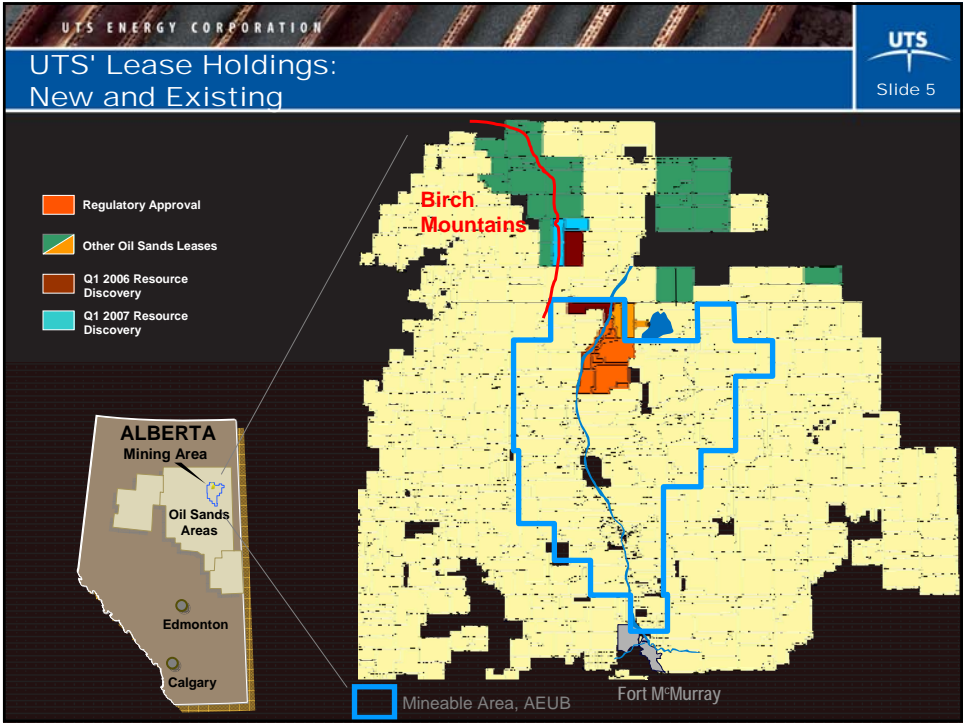 UTS ENERGY CORPORATION
UTS
UTS' Lease Holdings:
New and Existing
Slide 5
Birch
Mountains
Regulatory Approval
Other Oil Sands Leases
Q1 2006 Resource
Discovery
Q1 2007 Resource
Discovery
ALBERTA
Mining Area
Oil Sands
Areas
Edmonton
Calgary
Fort McMurray
Mineable Area, AEUB